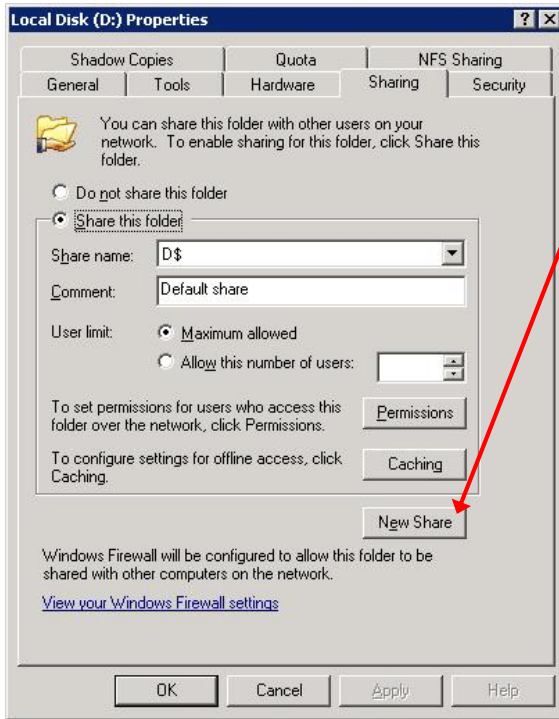 Local Disk (D:) Properties
Shadow Copies Quota NFS Sharing
General Tools Hardware Sharing Security
You can share this folder with other users on your
network. To enable sharing for this folder, click Share this
folder.
Do not share this folder
Share this folder
Share name: D$
Comment: Default share
User limit: Maximum allowed
Allow this number of users:
To set permissions for users who access this
folder over the network, click Permissions.
Permissions
To configure settings for offline access, click
Caching.
Caching
New Share
Windows Firewall will be configured to allow this folder to be
shared with other computers on the network.
View your Windows Firewall settings
OK Cancel Apply Help